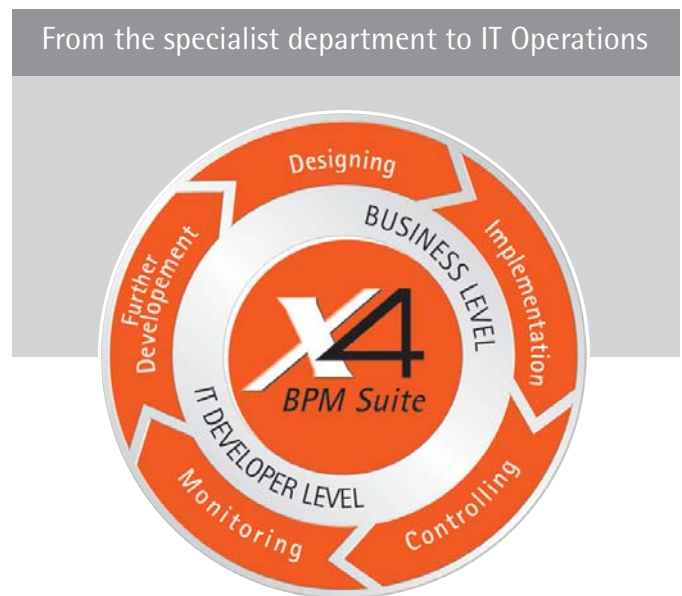 From the specialist department to IT Operations
Designing
Implementation
Controlling
Monitoring
Further
Developement
BUSINESS LEVEL
IT DEVELOPER LEVEL
X4
BPM Suite